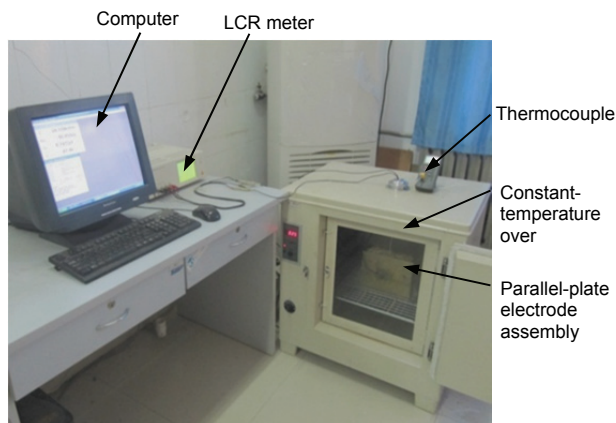 Computer
LCR meter
Thermocouple
Constant-
temperature
over
Parallel-plate
electrode
assembly